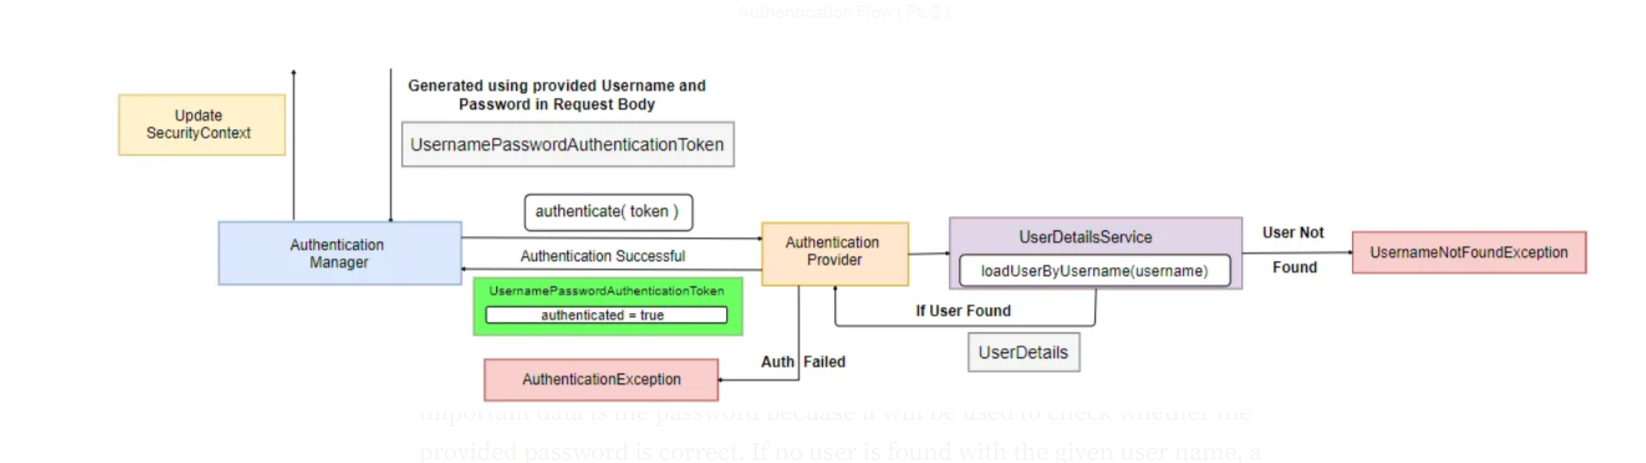 Authentication Flow ( Pt. 2 )
Generated using provided Username and
Password in Request Body
Update
SecurityContext
UsernamePasswordAuthenticationToken
authenticate( token )
Authentication
Manager
Authentication Successful
Authentication
Provider
UserDetailsService
loadUserByUsername(username)
User Not
Found
UsernameNotFoundException
UsernamePasswordAuthenticationToken
authenticated = true
If User Found
UserDetails
Auth Failed
AuthenticationException
important data is the password becuase it will be used to check whether the
provided password is correct. If no user is found with the given user name, a